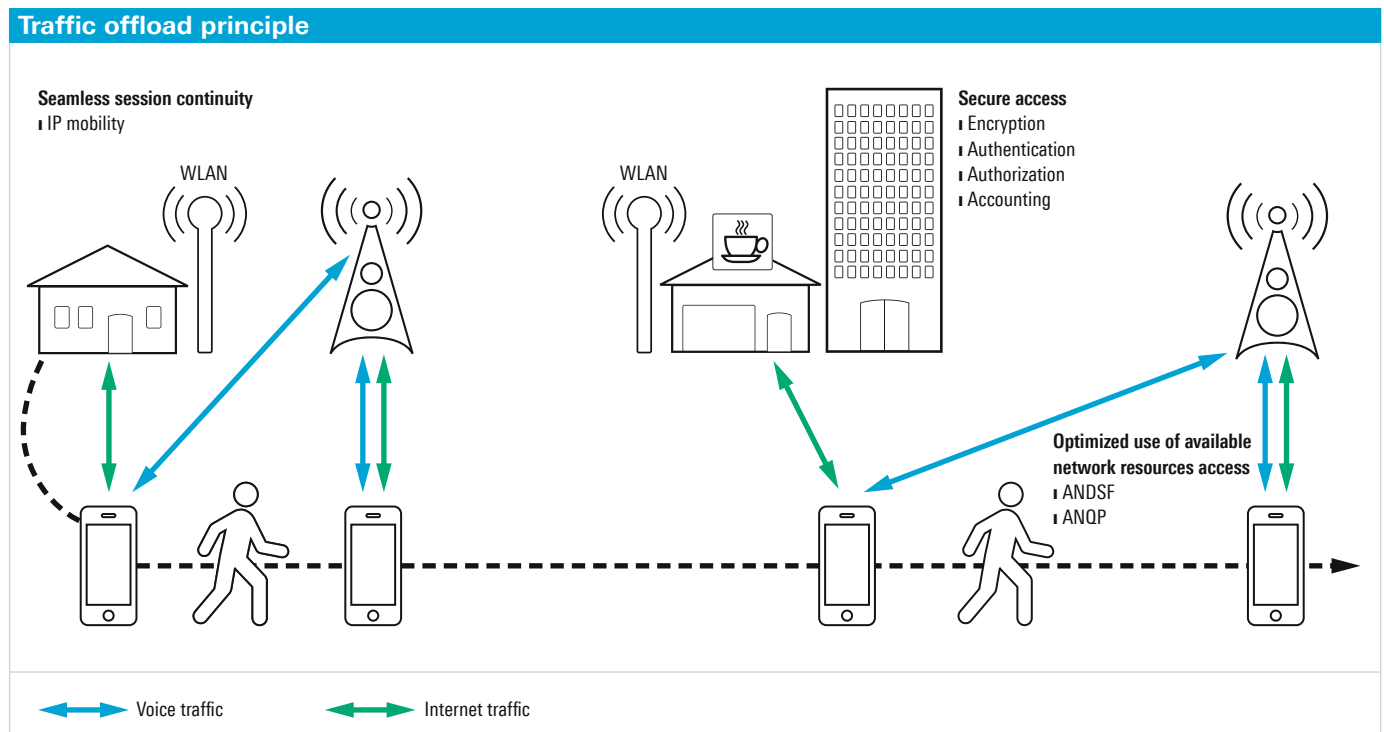 Traffic offload principle
Seamless session continuity
ı IP mobility
WLAN
WLAN
Secure access
ı Encryption
ı Authentication
ı Authorization
ı Accounting
Optimized use of available
network resources access
ı ANDSF
ı ANQP
Voice traffic
Internet traffic